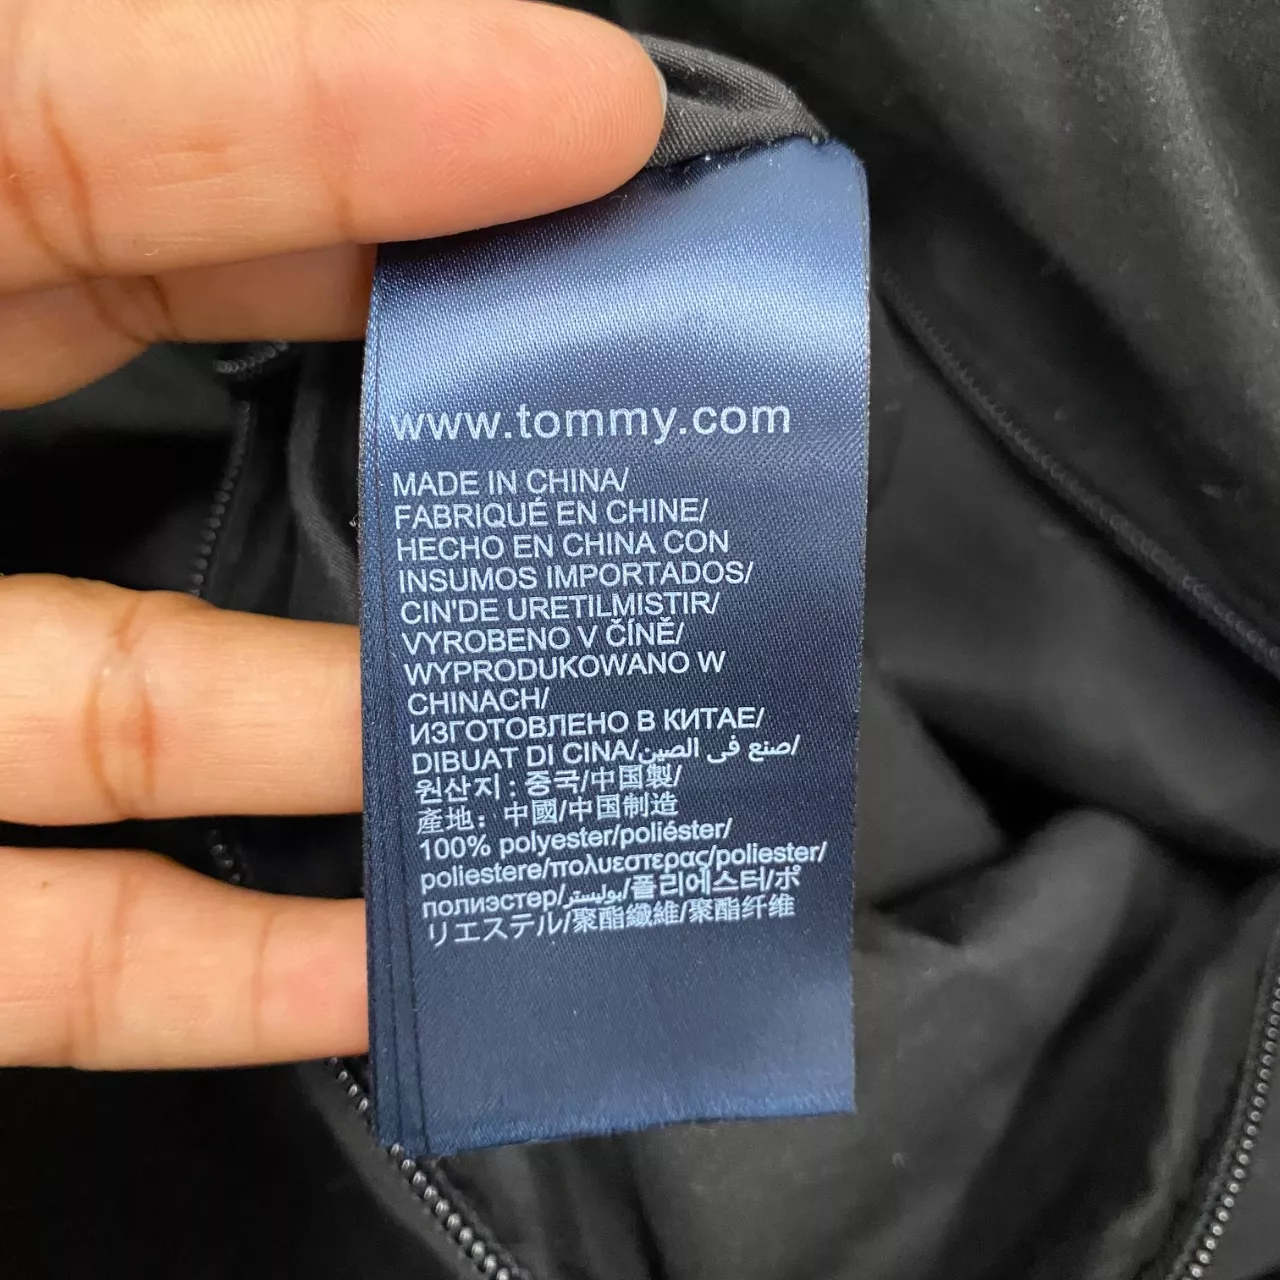 www.tommy.com
MADE IN CHINA/
FABRIQUÉ EN CHINE/
HECHO EN CHINA CON
INSUMOS IMPORTADOS/
CIN'DE URETILMISTIR/
VYROBENO V ČÍNĚ/
WYPRODUKOWANO W
CHINACH/
ИЗГОТОВЛЕНО В КИТАЕ/
DIBUAT DI CINA/صنع فى الصين/
원산지 : 중국/中国製/
產地：中國/中国制造
100% polyester/poliéster/
poliestere/πολυεστερας/poliester/
полиэстер/بوليستر/폴리에스터/ポ
リエステル/聚酯纖維/聚酯纤维